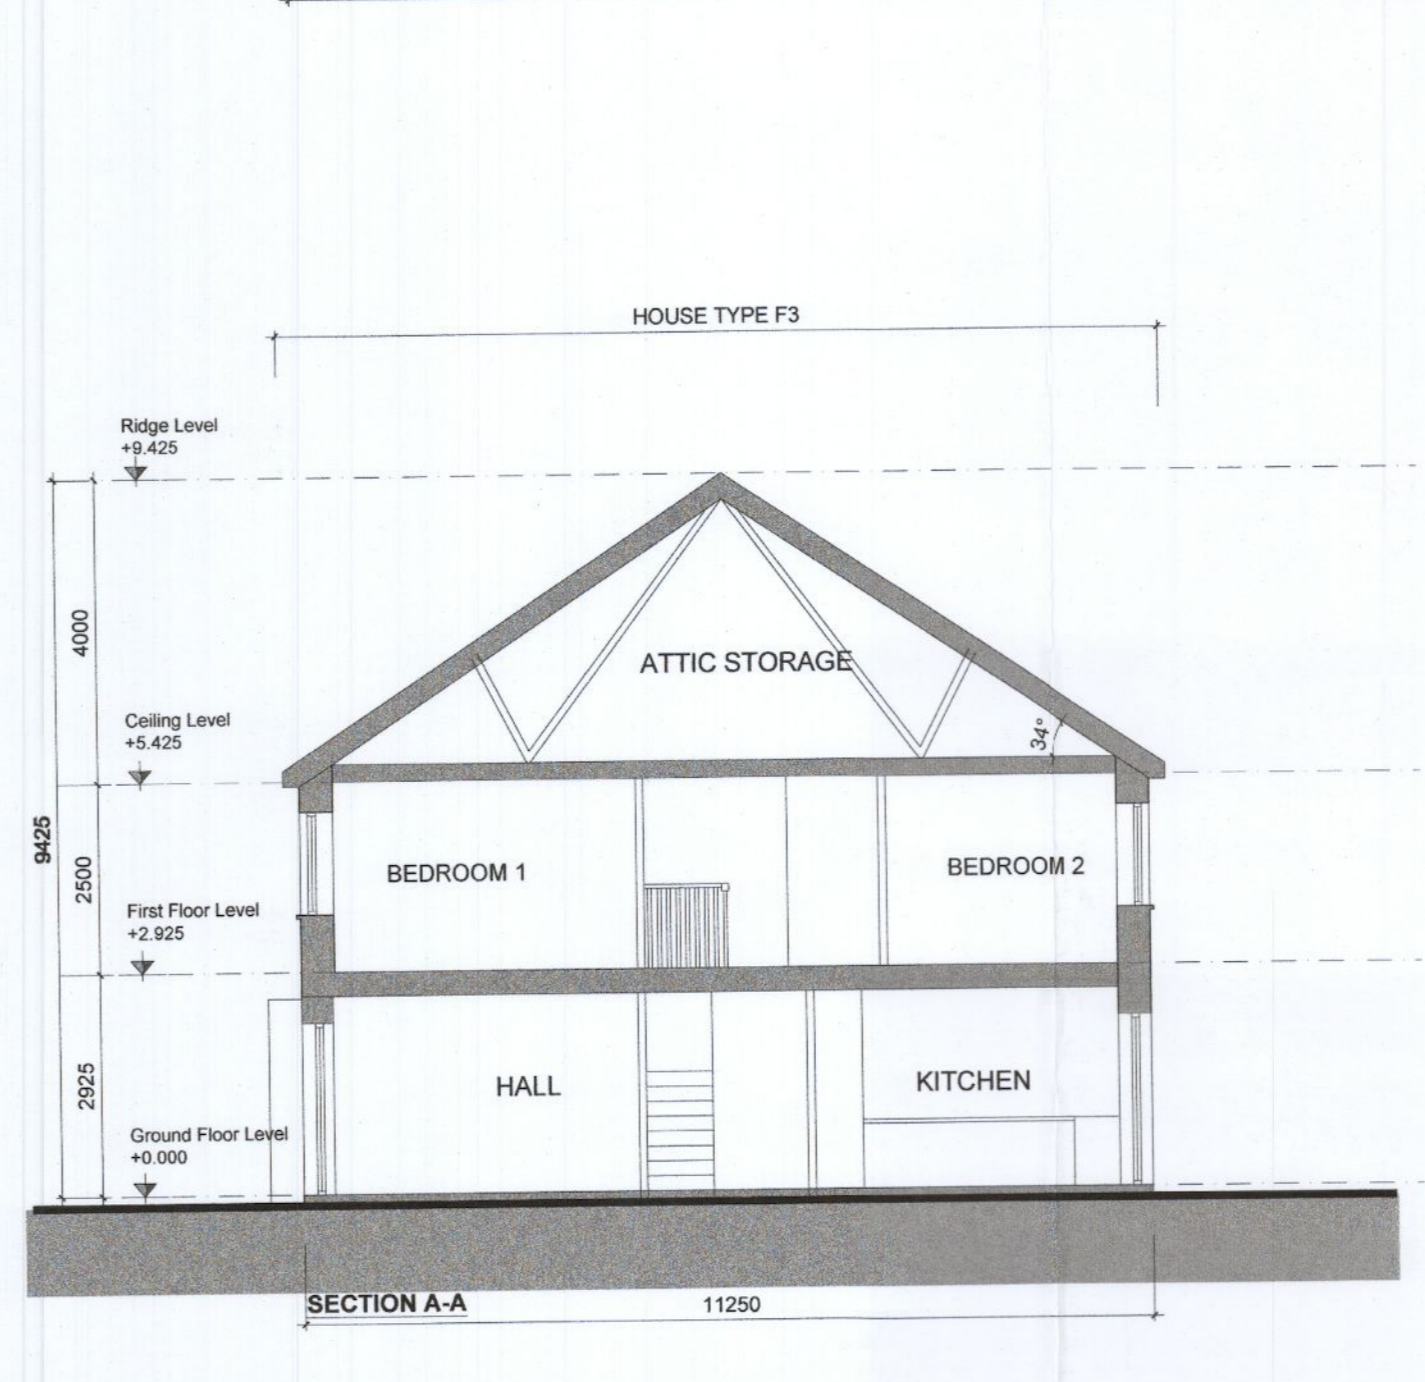 HOUSE TYPE F3
Ridge Level
+9.425
4000
ATTIC STORAGE
34°
Ceiling Level
+5.425
9425
2500
BEDROOM 1
BEDROOM 2
First Floor Level
+2.925
2925
HALL
KITCHEN
Ground Floor Level
+0.000
SECTION A-A
11250